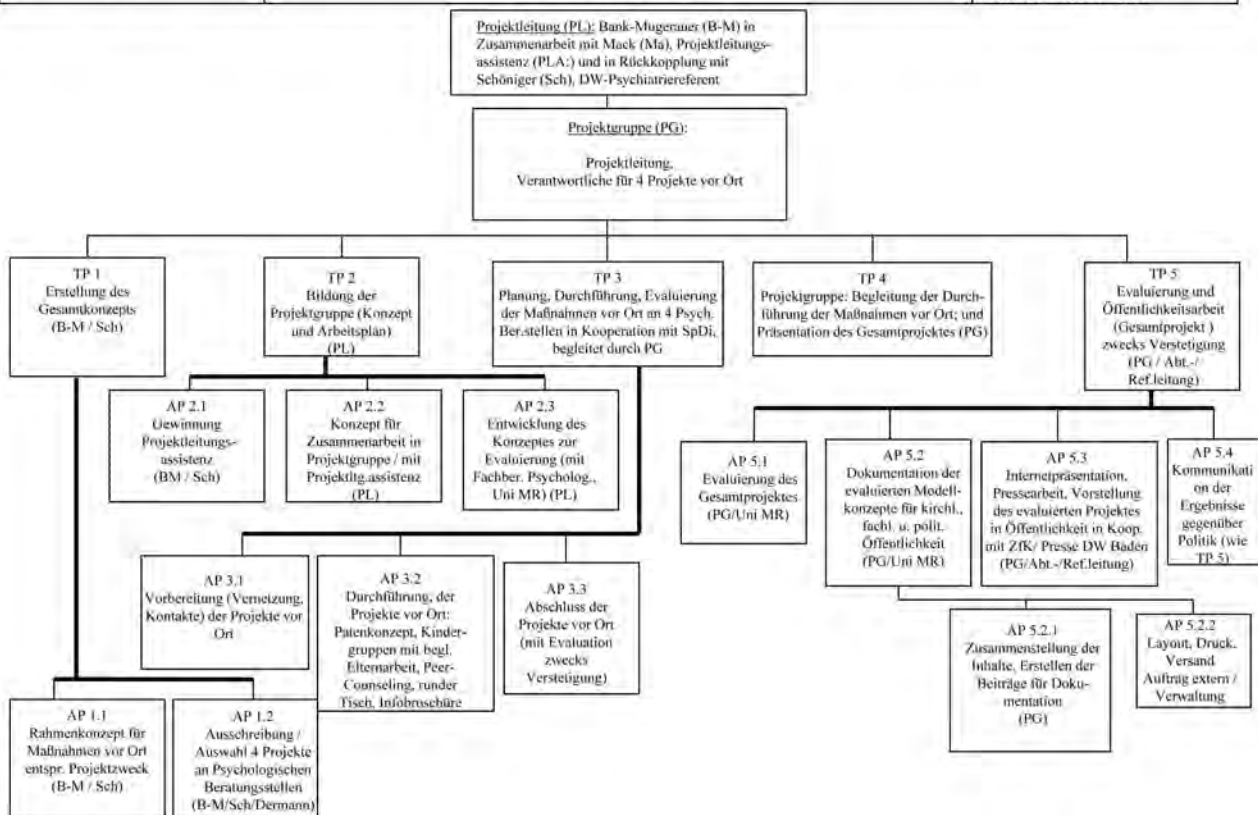 Projektleitung (PL): Bank-Mugerauer (B-M) in
Zusammenarbeit mit Mack (Ma), Projektleitungs-
assistenz (PLA:) und in Rückkopplung mit
Schöniger (Sch), DW-Psychiatriereferent
Projektgruppe (PG):
Projektleitung,
Verantwortliche für 4 Projekte vor Ort
TP 1
Erstellung des
Gesamtkonzepts
(B-M / Sch)
TP 2
Bildung der
Projektgruppe (Konzept
und Arbeitsplan)
(PL)
TP 3
Planung, Durchführung, Evaluierung
der Maßnahmen vor Ort an 4 Psych.
Ber.stellen in Kooperation mit SpDi,
begleitet durch PG
TP 4
Projektgruppe: Begleitung der Durch-
führung der Maßnahmen vor Ort; und
Präsentation des Gesamtprojektes (PG)
TP 5
Evaluierung und
Öffentlichkeitsarbeit
(Gesamtprojekt )
zwecks Verstetigung
(PG / Abt.-/
Ref.leitung)
AP 2.1
Gewinnung
Projektleitungs-
assistenz
(BM / Sch)
AP 2.2
Konzept für
Zusammenarbeit in
Projektgruppe / mit
Projektltg.assistenz
(PL)
AP 2.3
Entwicklung des
Konzeptes zur
Evaluierung (mit
Fachber. Psycholog.,
Uni MR) (PL)
AP 5.1
Evaluierung des
Gesamtprojektes
(PG/Uni MR)
AP 5.2
Dokumentation der
evaluierten Modell-
konzepte für kirchl.,
fachl. u. polit.
Öffentlichkeit
(PG/Uni MR)
AP 5.3
Internetpräsentation,
Pressearbeit, Vorstellung
des evaluierten Projektes
in Öffentlichkeit in Koop.
mit ZfK/ Presse DW Baden
(PG/Abt.-/Ref.leitung)
AP 5.4
Kommunikati
on der
Ergebnisse
gegenüber
Politik (wie
TP 5)
AP 3.1
Vorbereitung (Vernetzung,
Kontakte) der Projekte vor
Ort
AP 3.2
Durchführung, der
Projekte vor Ort:
Patenkonzept, Kinder-
gruppen mit begl.
Elternarbeit, Peer-
Counseling, runder
Tisch, Infobroschüre
AP 3.3
Abschluss der
Projekte vor Ort
(mit Evaluation
zwecks
Verstetigung)
AP 5.2.1
Zusammenstellung der
Inhalte, Erstellen der
Beiträge für Doku-
mentation
(PG)
AP 5.2.2
Layout, Druck,
Versand
Auftrag extern /
Verwaltung
AP 1.1
Rahmenkonzept für
Maßnahmen vor Ort
entspr. Projektzweck
(B-M / Sch)
AP 1.2
Ausschreibung /
Auswahl 4 Projekte
an Psychologischen
Beratungsstellen
(B-M/Sch/Dermann)